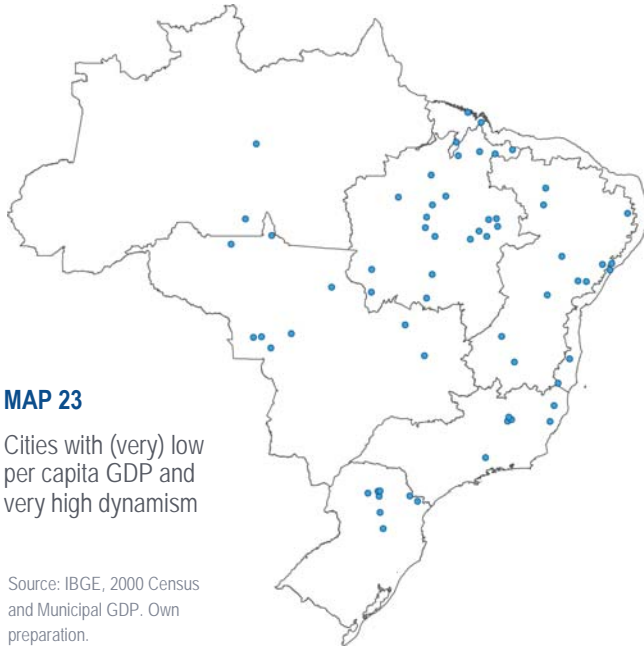 MAP 23
Cities with (very) low
per capita GDP and
very high dynamism
Source: IBGE, 2000 Census
and Municipal GDP. Own
preparation.